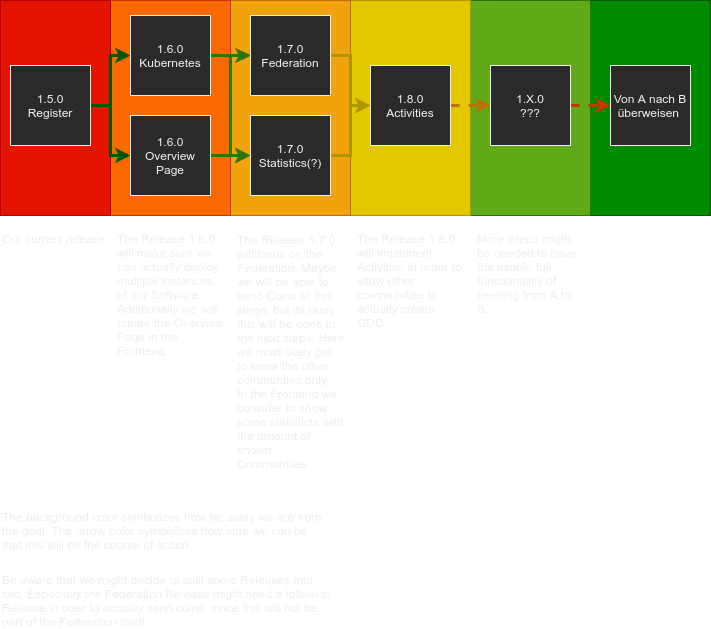 1.5.0
Register
1.6.0
Kubernetes
1.6.0
Overview
Page
1.7.0
Federation
1.7.0
Statistics(?)
1.8.0
Activities
1.X.0
???
Von A nach B
überweisen
Our current release
The Release 1.6.0
will make sure we
can actually deploy
multiple instances
of our Software.
Additionally we will
create the Overview
Page in the
Frontend
The Release 1.7.0
will focus on the
Federation. Maybe
we will be able to
send Coins at this
stage, but its likely
this will be done in
the next steps. Here
we most likely get
to know the other
communties only.
In the Frontend we
consider to show
some statisticts with
the amount of
known
Communities
The Release 1.8.0
will implement
Activities in order to
allow other
communities to
actually create
GDD.
More Steps might
be needed to have
the usable full
functionallity of
sending from A to
B.
The background color symbolizes how far away we are from
the goal. The arrow color symbolizes how sure we can be
that this will be the course of action
Be aware that we might decide to split some Releases into
two. Especially the Federation Release might need a followup
Release in oder to actually send coins, since this will not be
part of the Federation itself